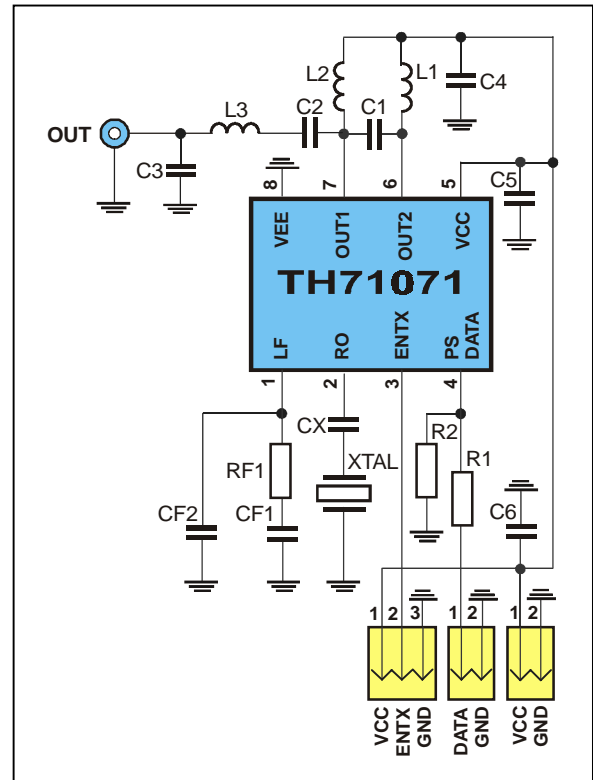 L2
L1
C4
L3
C2
C1
OUT
C3
C5
8
7
6
5
VEE
OUT1
OUT2
VCC
TH71071
LF
RO
ENTX
PS
DATA
1
2
3
4
CX
R2
R1
RF1
XTAL
CF2
CF1
C6
1 2 3
1 2
1 2
VCC
ENTX
GND
DATA
GND
VCC
GND